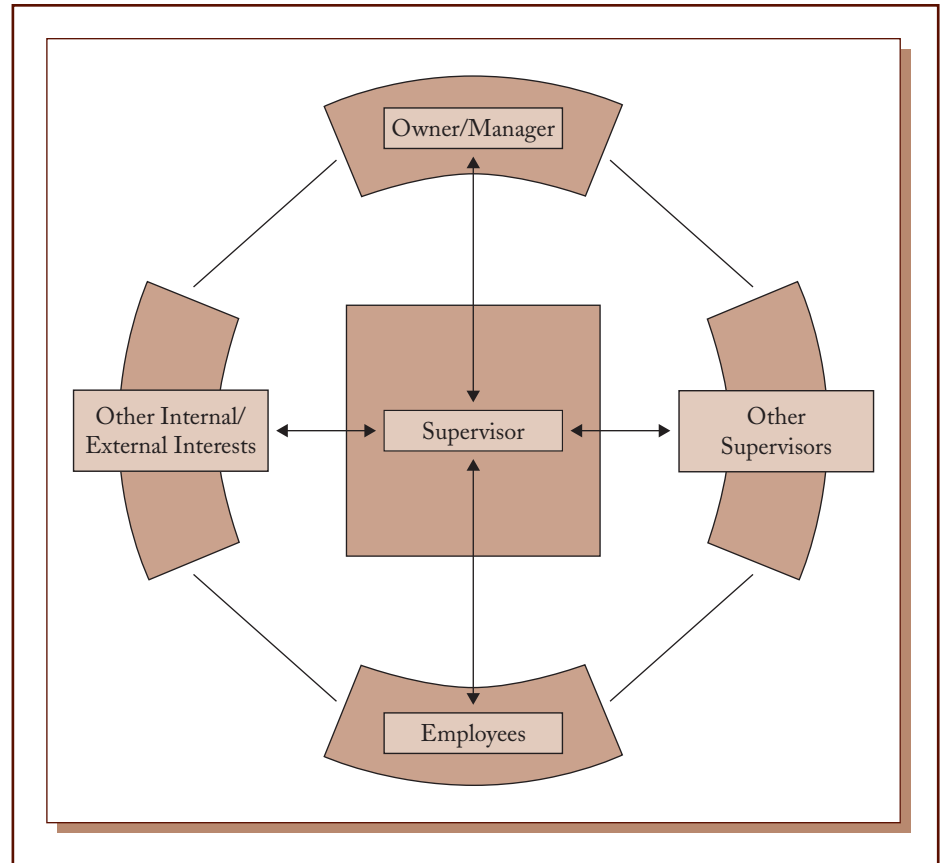 Owner/Manager
Other Internal/
External Interests
Supervisor
Other
Supervisors
Employees